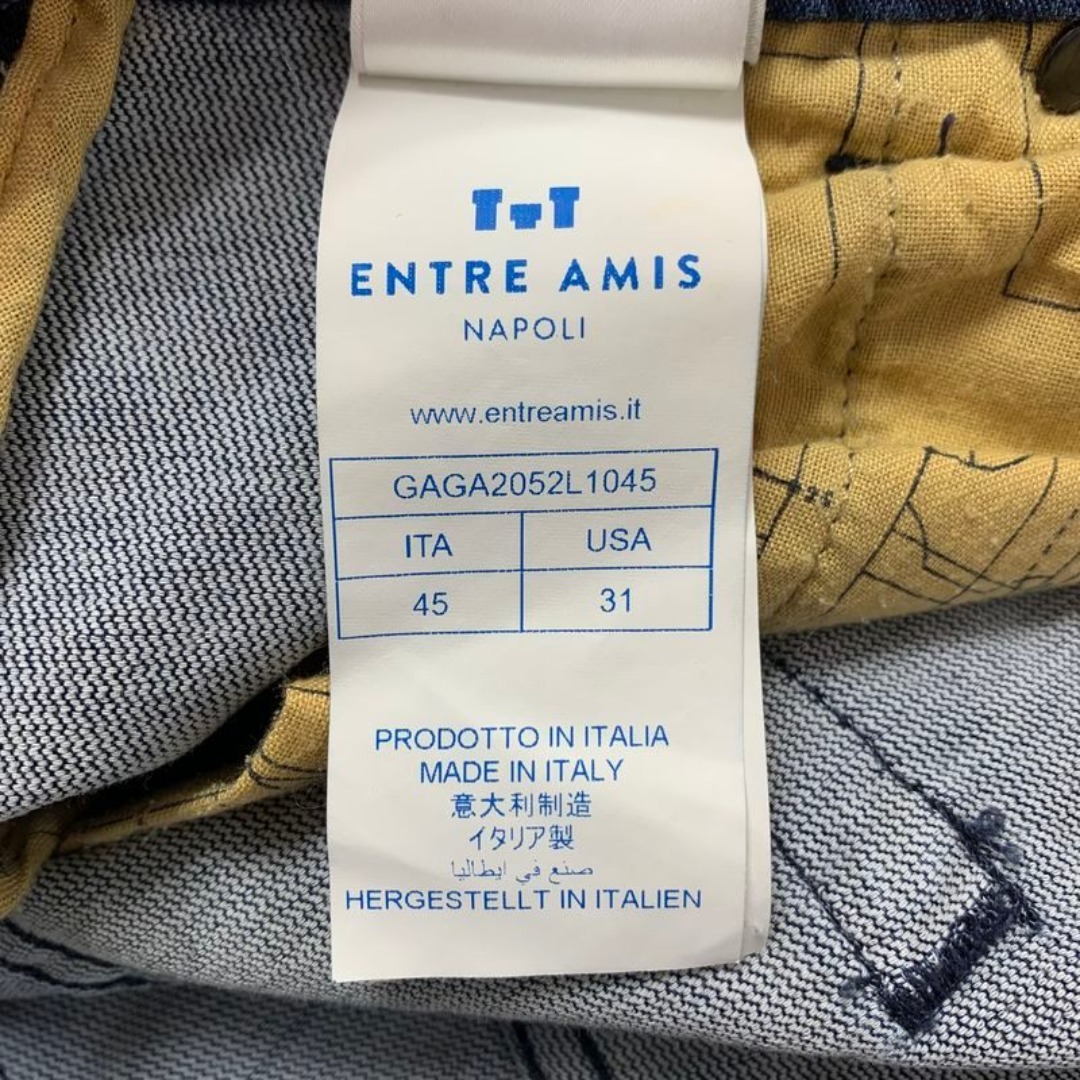 ENTRE AMIS
NAPOLI
www.entreamis.it
GAGA2052L1045
ITA USA
45 31
PRODOTTO IN ITALIA
MADE IN ITALY
意大利制造
イタリア製
صنع في ايطاليا
HERGESTELLT IN ITALIEN